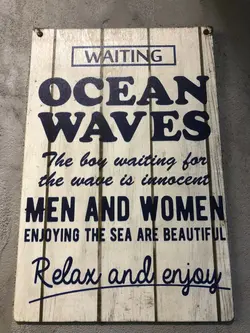 WAITING
OCEAN
WAVES
The boy waiting for
the wave is innocent
MEN AND WOMEN
ENJOYING THE SEA ARE BEAUTIFUL
Relax and enjoy